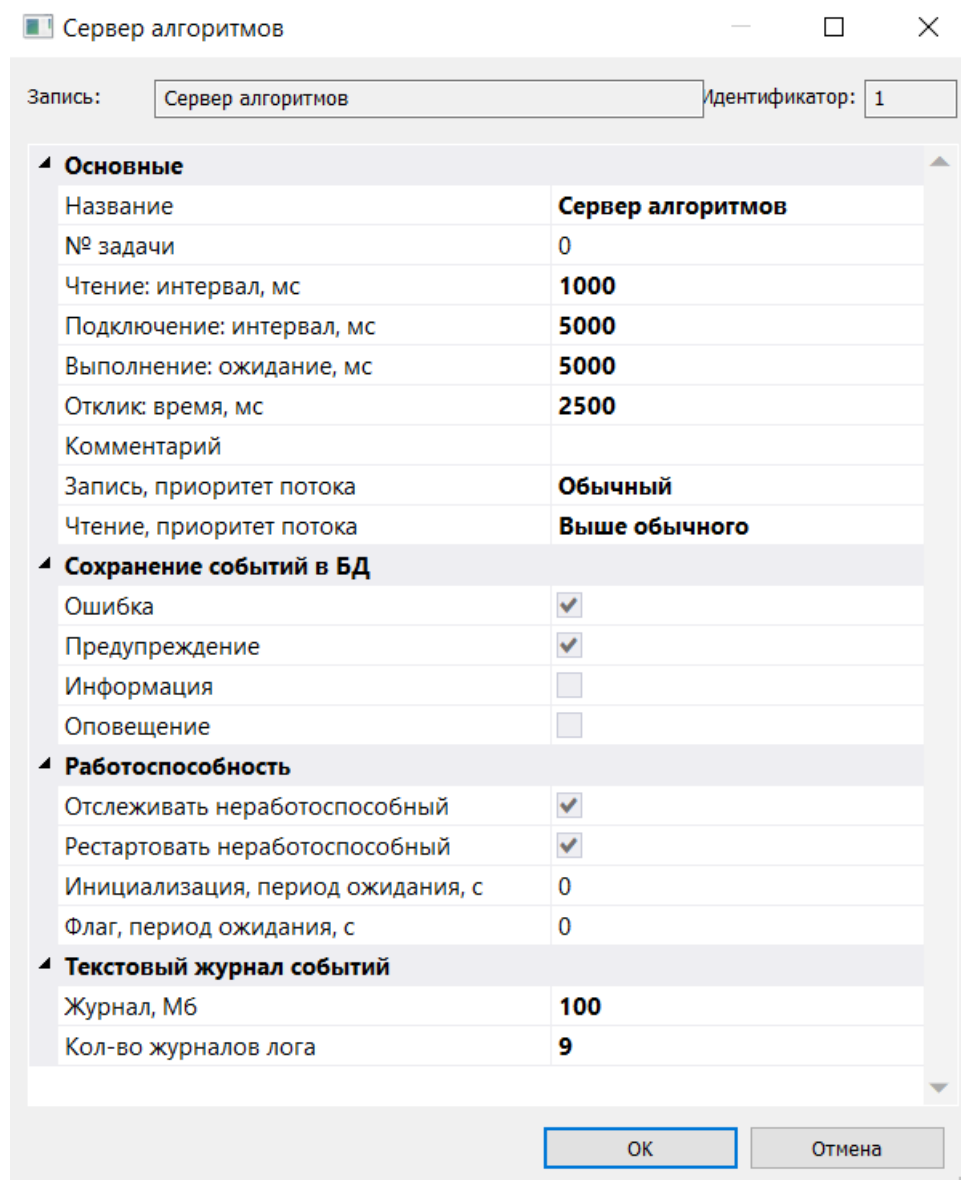 Сервер алгоритмов
Запись: Сервер алгоритмов Идентификатор: 1
Основные
Название Сервер алгоритмов
№ задачи 0
Чтение: интервал, мс 1000
Подключение: интервал, мс 5000
Выполнение: ожидание, мс 5000
Отклик: время, мс 2500
Комментарий
Запись, приоритет потока Обычный
Чтение, приоритет потока Выше обычного
Сохранение событий в БД
Ошибка
Предупреждение
Информация
Оповещение
Работоспособность
Отслеживать неработоспособный
Рестартовать неработоспособный
Инициализация, период ожидания, с 0
Флаг, период ожидания, с 0
Текстовый журнал событий
Журнал, Мб 100
Кол-во журналов лога 9
ОК Отмена